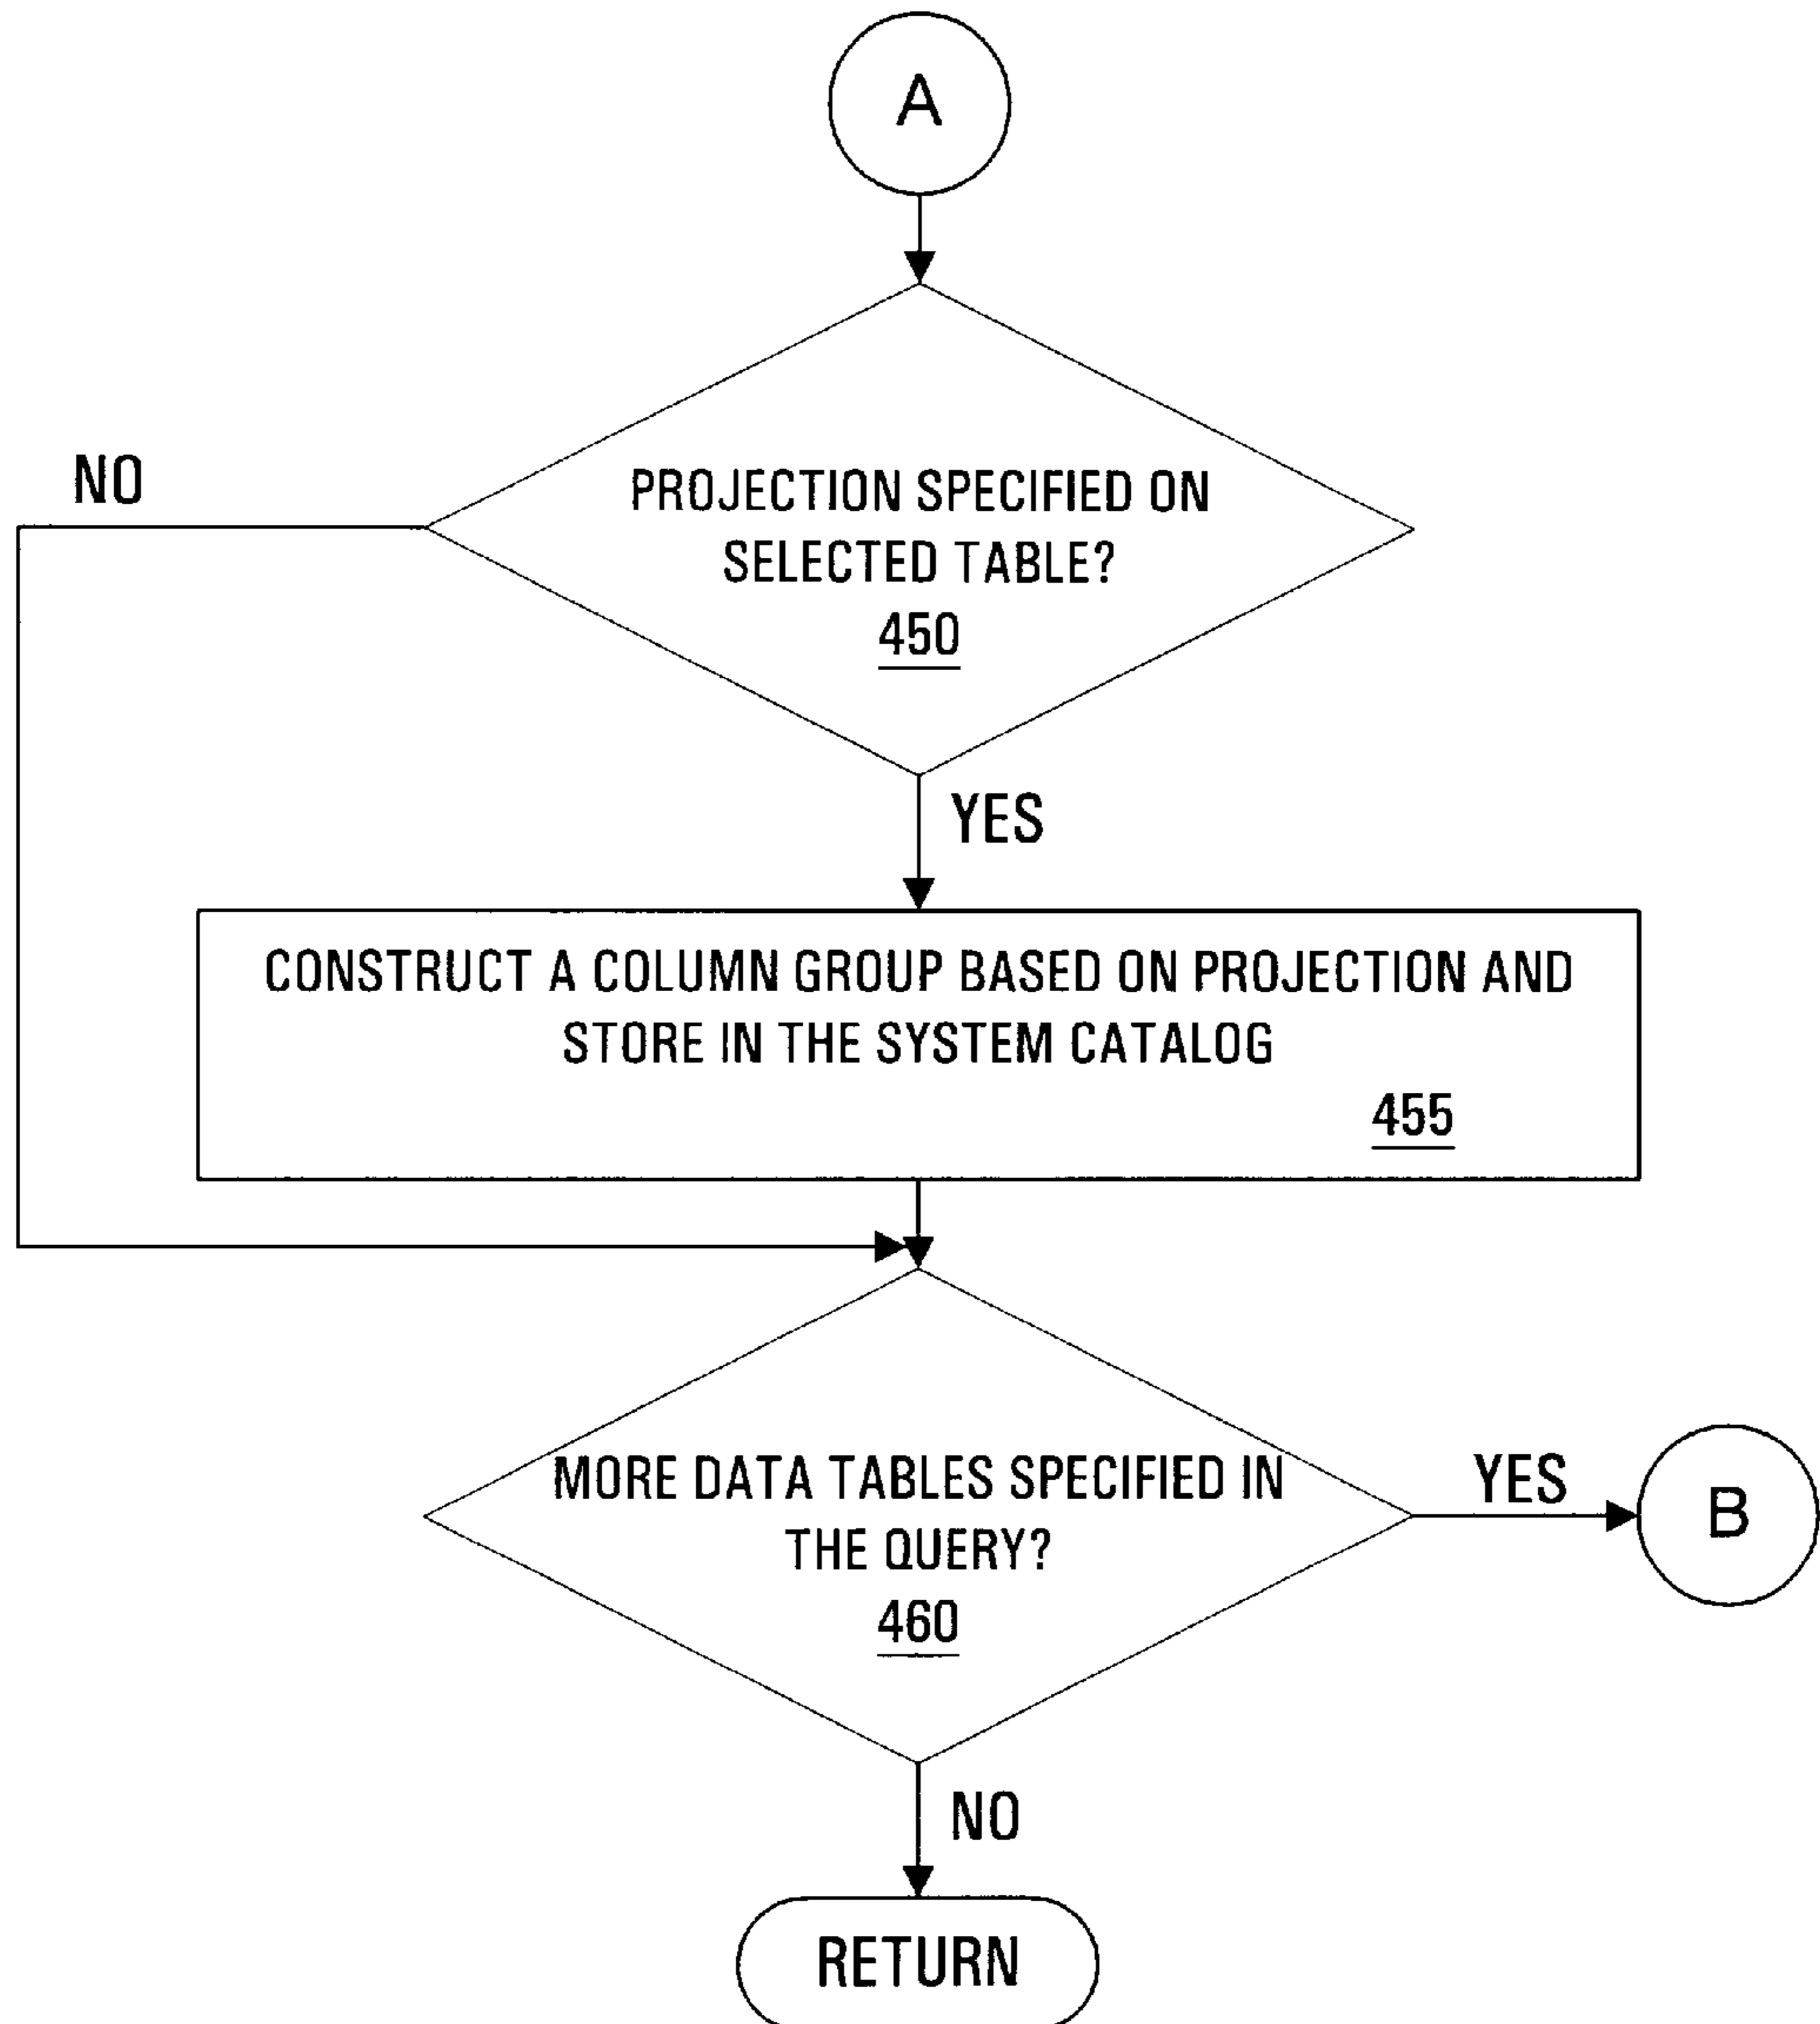 A
NO
PROJECTION SPECIFIED ON
SELECTED TABLE?
450
YES
CONSTRUCT A COLUMN GROUP BASED ON PROJECTION AND
STORE IN THE SYSTEM CATALOG
455
MORE DATA TABLES SPECIFIED IN
THE QUERY?
460
YES
B
NO
RETURN